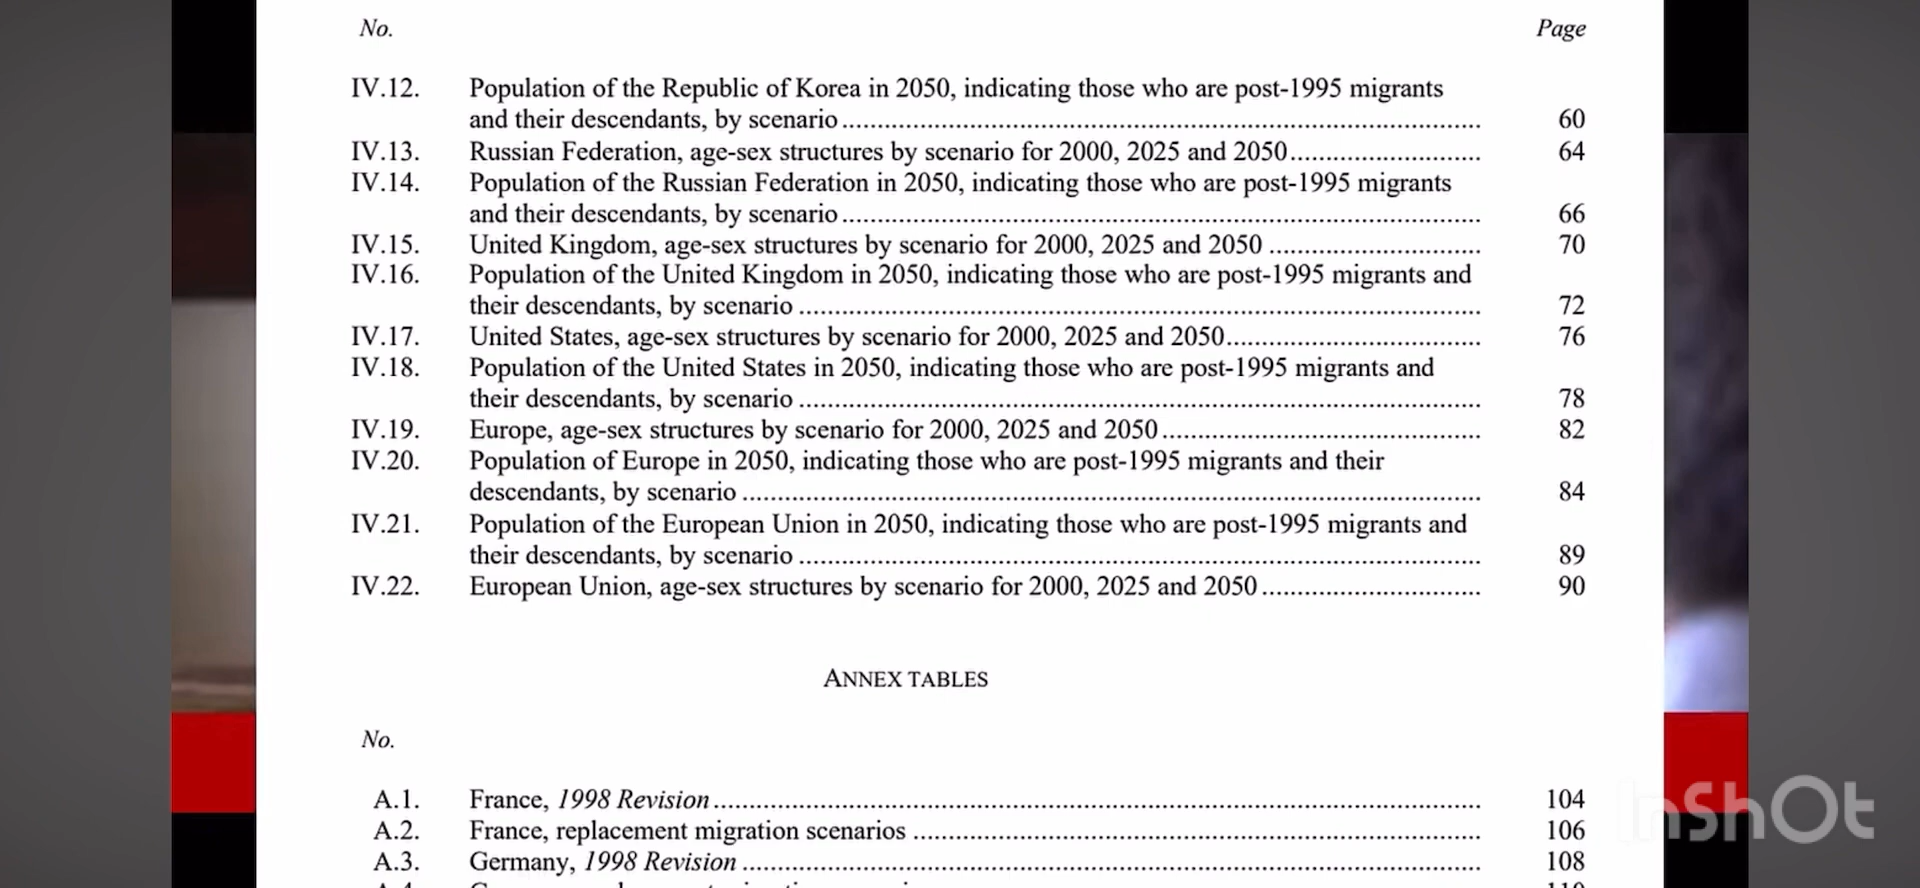 No. Page
IV.12. Population of the Republic of Korea in 2050, indicating those who are post-1995 migrants
and their descendants, by scenario 60
IV.13. Russian Federation, age-sex structures by scenario for 2000, 2025 and 2050 64
IV.14. Population of the Russian Federation in 2050, indicating those who are post-1995 migrants
and their descendants, by scenario 66
IV.15. United Kingdom, age-sex structures by scenario for 2000, 2025 and 2050 70
IV.16. Population of the United Kingdom in 2050, indicating those who are post-1995 migrants and
their descendants, by scenario 72
IV.17. United States, age-sex structures by scenario for 2000, 2025 and 2050 76
IV.18. Population of the United States in 2050, indicating those who are post-1995 migrants and
their descendants, by scenario 78
IV.19. Europe, age-sex structures by scenario for 2000, 2025 and 2050 82
IV.20. Population of Europe in 2050, indicating those who are post-1995 migrants and their
descendants, by scenario 84
IV.21. Population of the European Union in 2050, indicating those who are post-1995 migrants and
their descendants, by scenario 89
IV.22. European Union, age-sex structures by scenario for 2000, 2025 and 2050 90
ANNEX TABLES
No.
A.1. France, 1998 Revision 104
A.2. France, replacement migration scenarios 106
A.3. Germany, 1998 Revision 108
InShOt